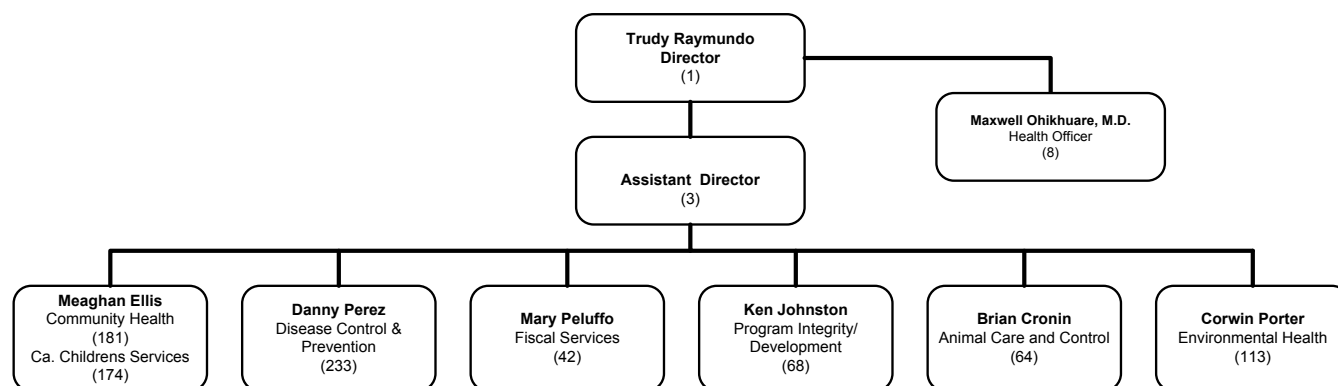 Trudy Raymundo
Director
(1)
Maxwell Ohikhuare, M.D.
Health Officer
(8)
Assistant Director
(3)
Meaghan Ellis
Community Health
(181)
Ca. Childrens Services
(174)
Danny Perez
Disease Control &
Prevention
(233)
Mary Peluffo
Fiscal Services
(42)
Ken Johnston
Program Integrity/
Development
(68)
Brian Cronin
Animal Care and Control
(64)
Corwin Porter
Environmental Health
(113)